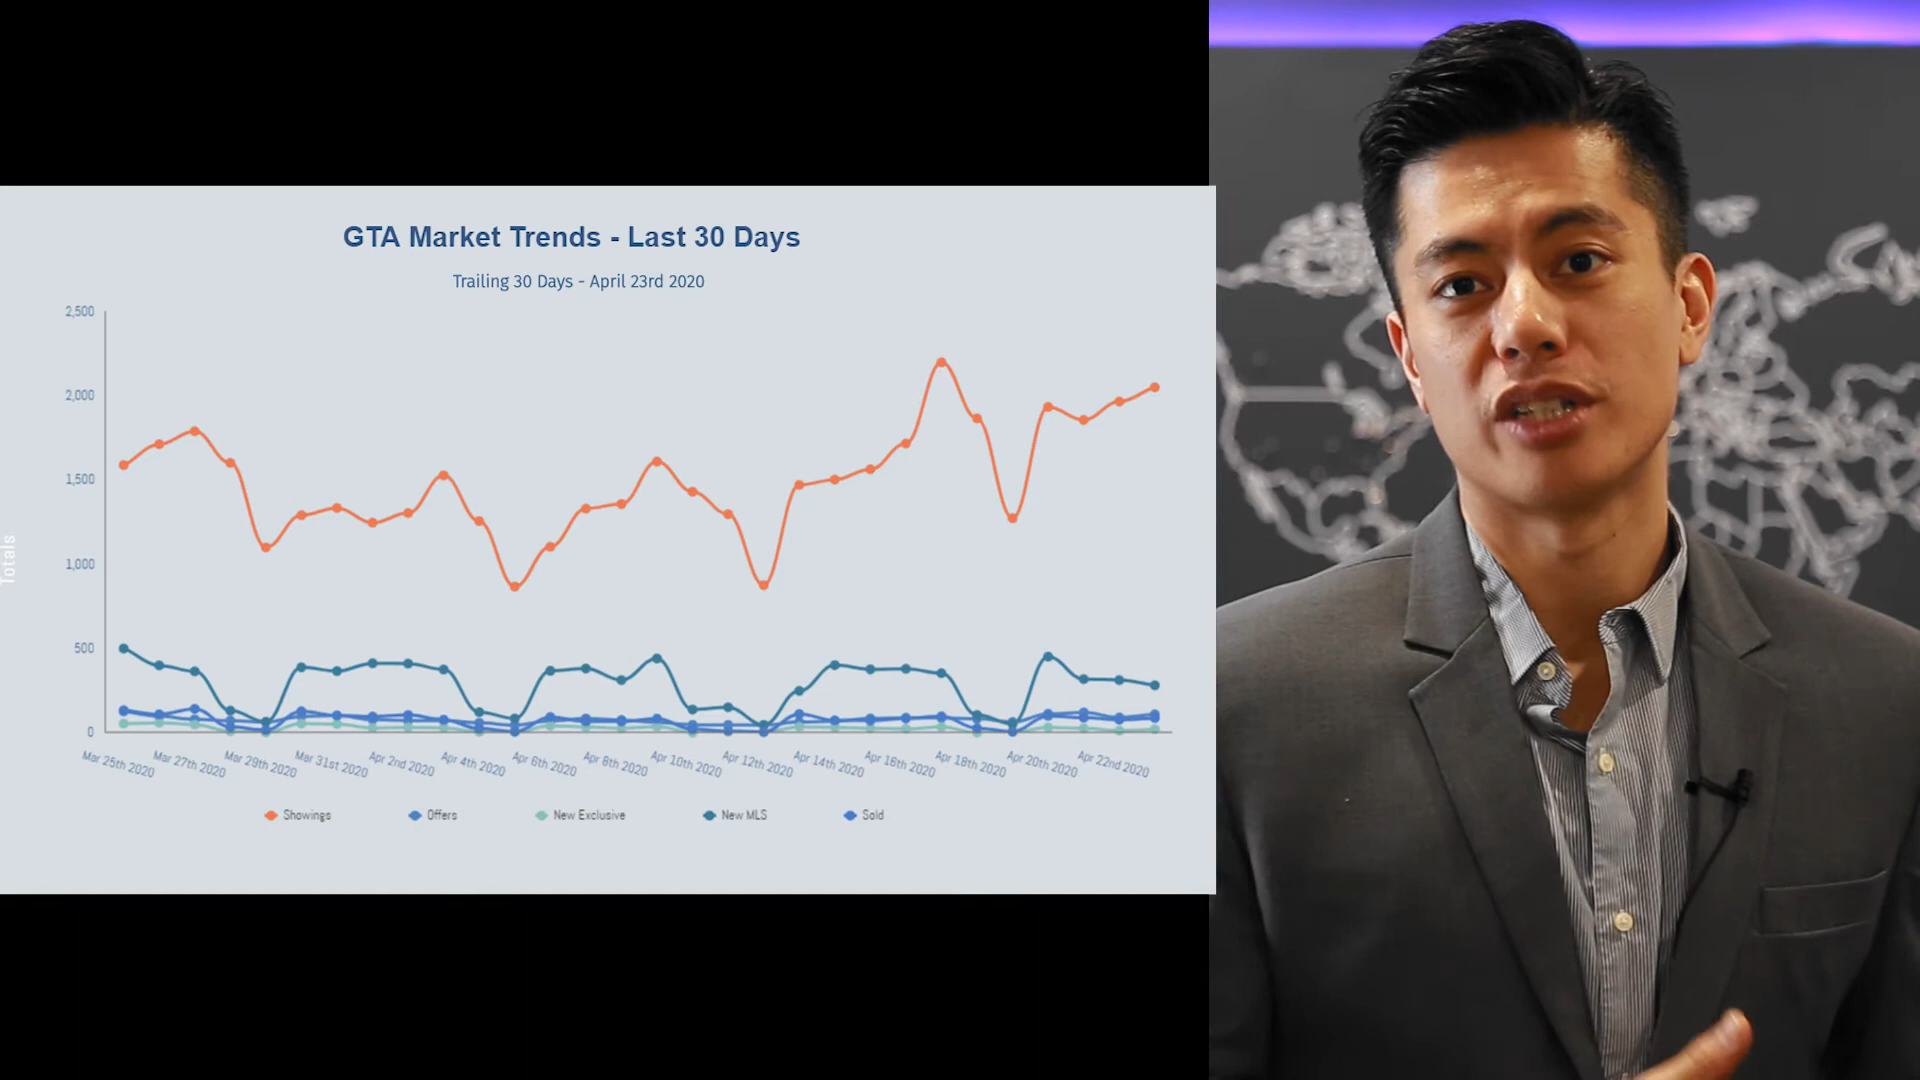 GTA Market Trends - Last 30 Days
Trailing 30 Days - April 23rd 2020
2,500
2,000
1,500
1,000
500
0
Totals
Mar 25th 2020
Mar 27th 2020
Mar 29th 2020
Mar 31st 2020
Apr 2nd 2020
Apr 4th 2020
Apr 6th 2020
Apr 8th 2020
Apr 10th 2020
Apr 12th 2020
Apr 14th 2020
Apr 16th 2020
Apr 18th 2020
Apr 20th 2020
Apr 22nd 2020
Showings
Offers
New Exclusive
New MLS
Sold